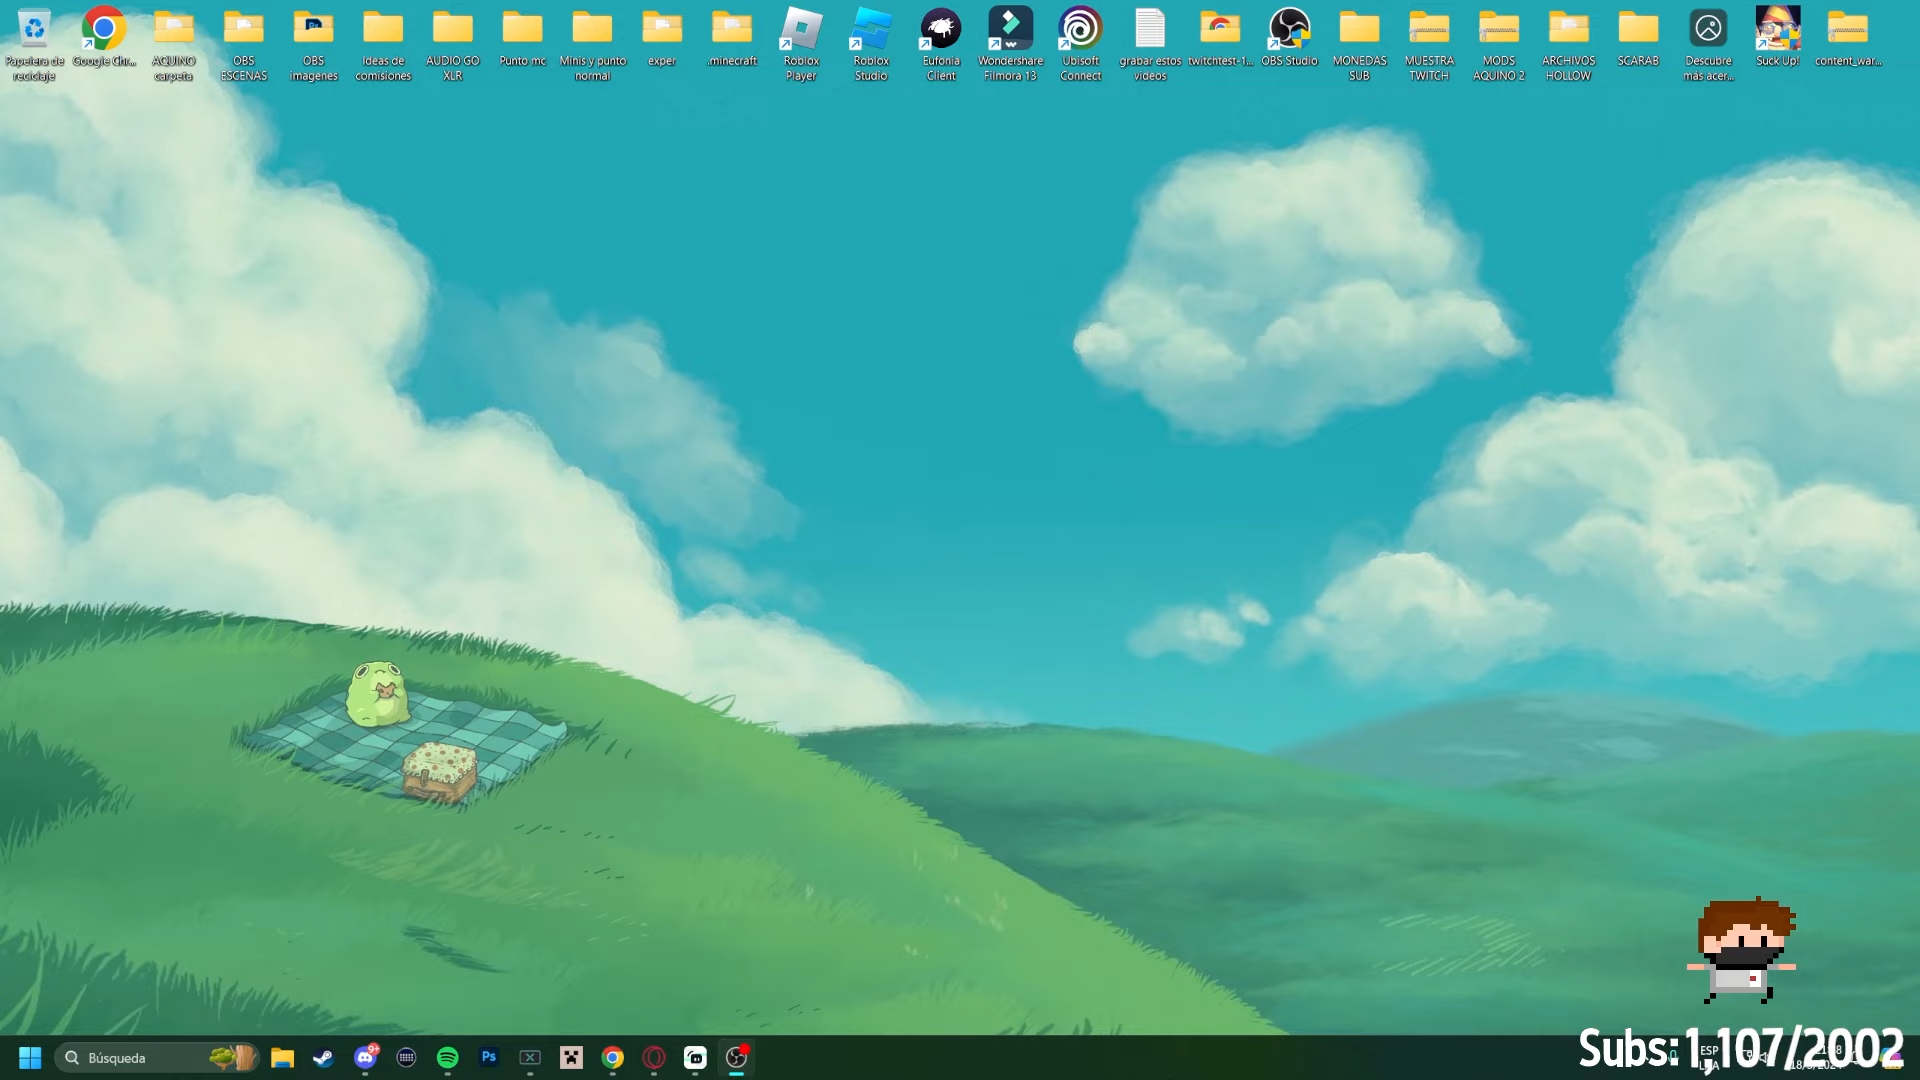 Papelera de
reciclaje
Google Chr...
AQUINO
carpeta
OBS
ESCENAS
OBS
imagenes
Ideas de
comisiones
AUDIO GO
XLR
Punto mc
Minis y punto
normal
exper
.minecraft
Roblox
Player
Roblox
Studio
Eufonia
Client
Wondershare
Filmora 13
Ubisoft
Connect
grabar estos
videos
twitchtest-1...
OBS Studio
MONEDAS
SUB
MUESTRA
TWITCH
MODS
AQUINO 2
ARCHIVOS
HOLLOW
SCARAB
Descubre
más acer...
Suck Up!
content_war...
Búsqueda
9+
Ps
ESP
Subs:1,107/2002